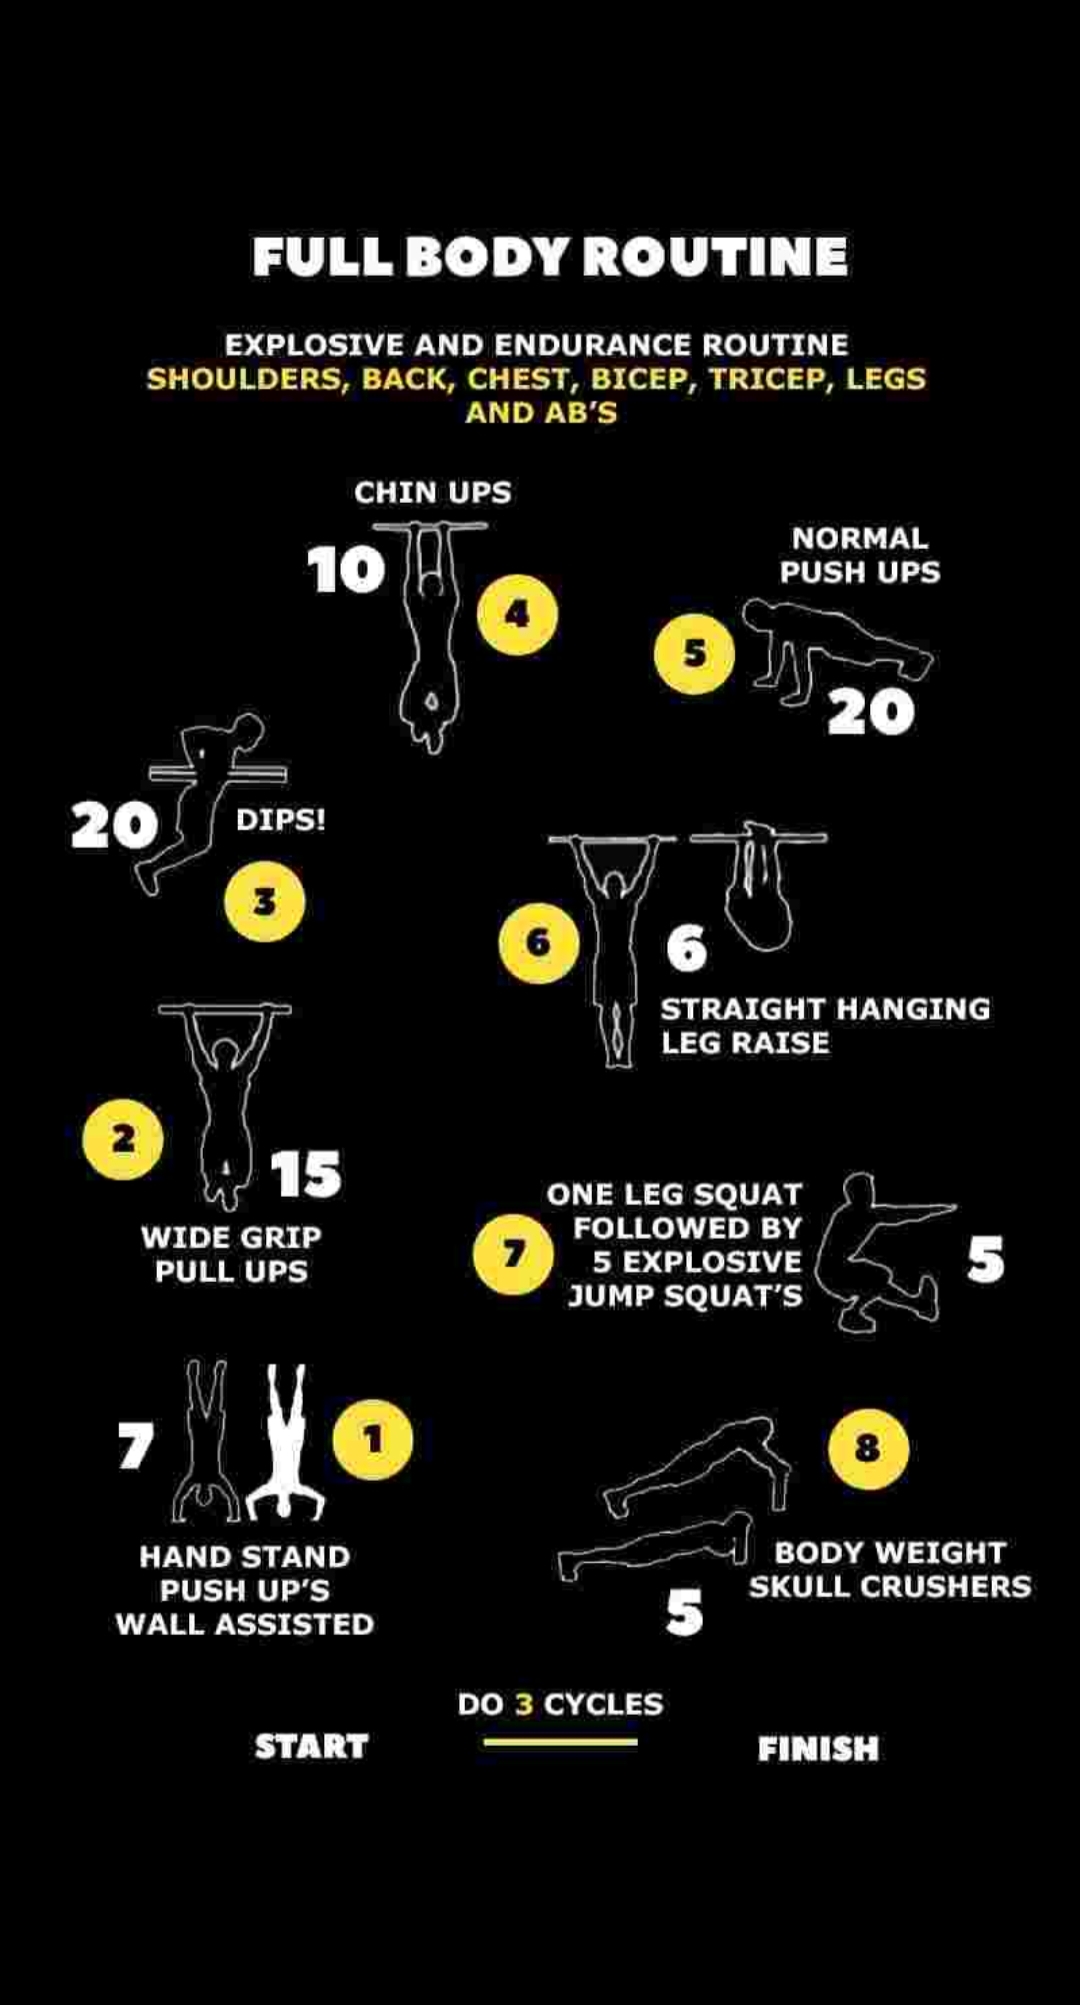 FULL BODY ROUTINE
EXPLOSIVE AND ENDURANCE ROUTINE
SHOULDERS, BACK, CHEST, BICEP, TRICEP, LEGS
AND AB'S
CHIN UPS
10
4
NORMAL
PUSH UPS
5
20
20
DIPS!
3
6
6
STRAIGHT HANGING
LEG RAISE
2
15
WIDE GRIP
PULL UPS
ONE LEG SQUAT
FOLLOWED BY
5 EXPLOSIVE
JUMP SQUAT'S
7
5
7
1
HAND STAND
PUSH UP'S
WALL ASSISTED
8
BODY WEIGHT
SKULL CRUSHERS
5
DO 3 CYCLES
START
FINISH